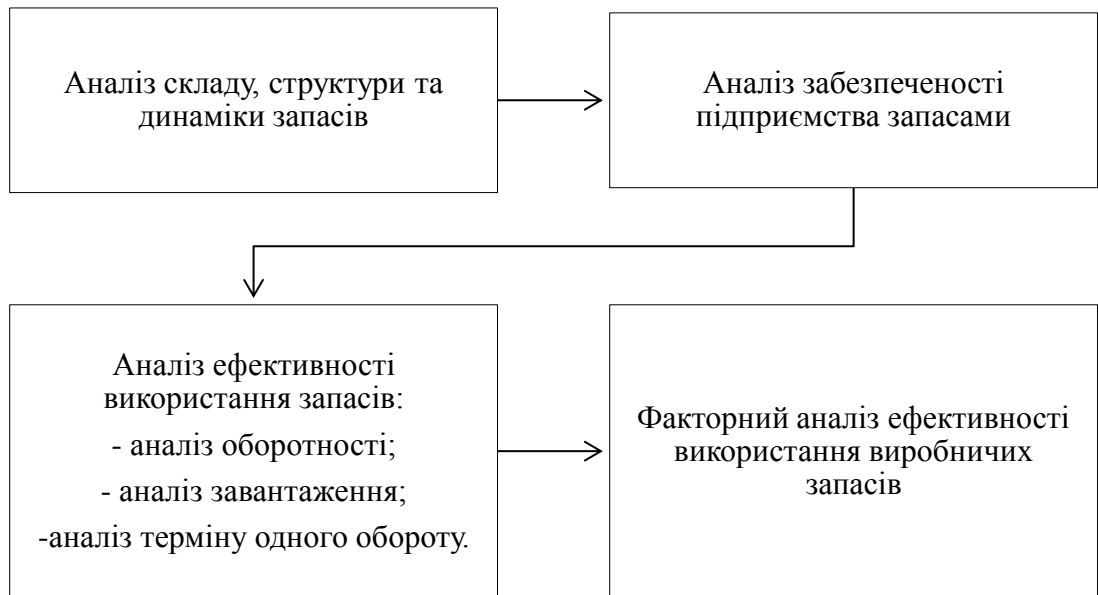 Аналіз складу, структури та
динаміки запасів
Аналіз забезпеченості
підприємства запасами
Аналіз ефективності
використання запасів:
- аналіз оборотності;
- аналіз завантаження;
-аналіз терміну одного обороту.
Факторний аналіз ефективності
використання виробничих
запасів